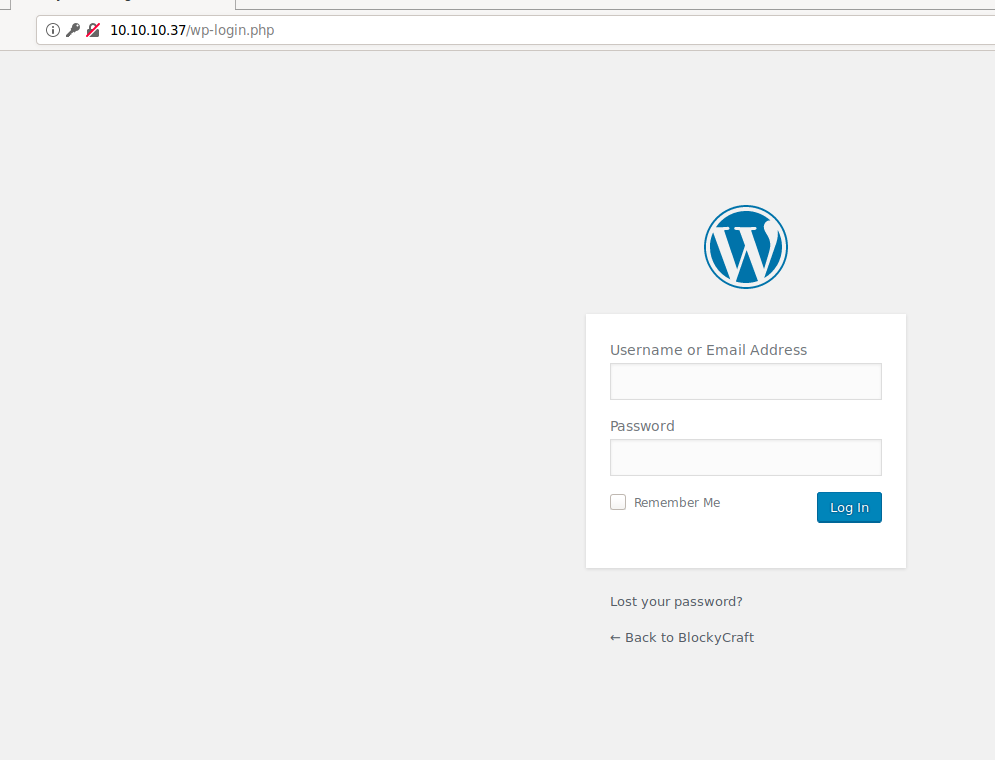 10.10.10.37/wp-login.php
Username or Email Address
Password
Remember Me
Log In
Lost your password?
← Back to BlockyCraft